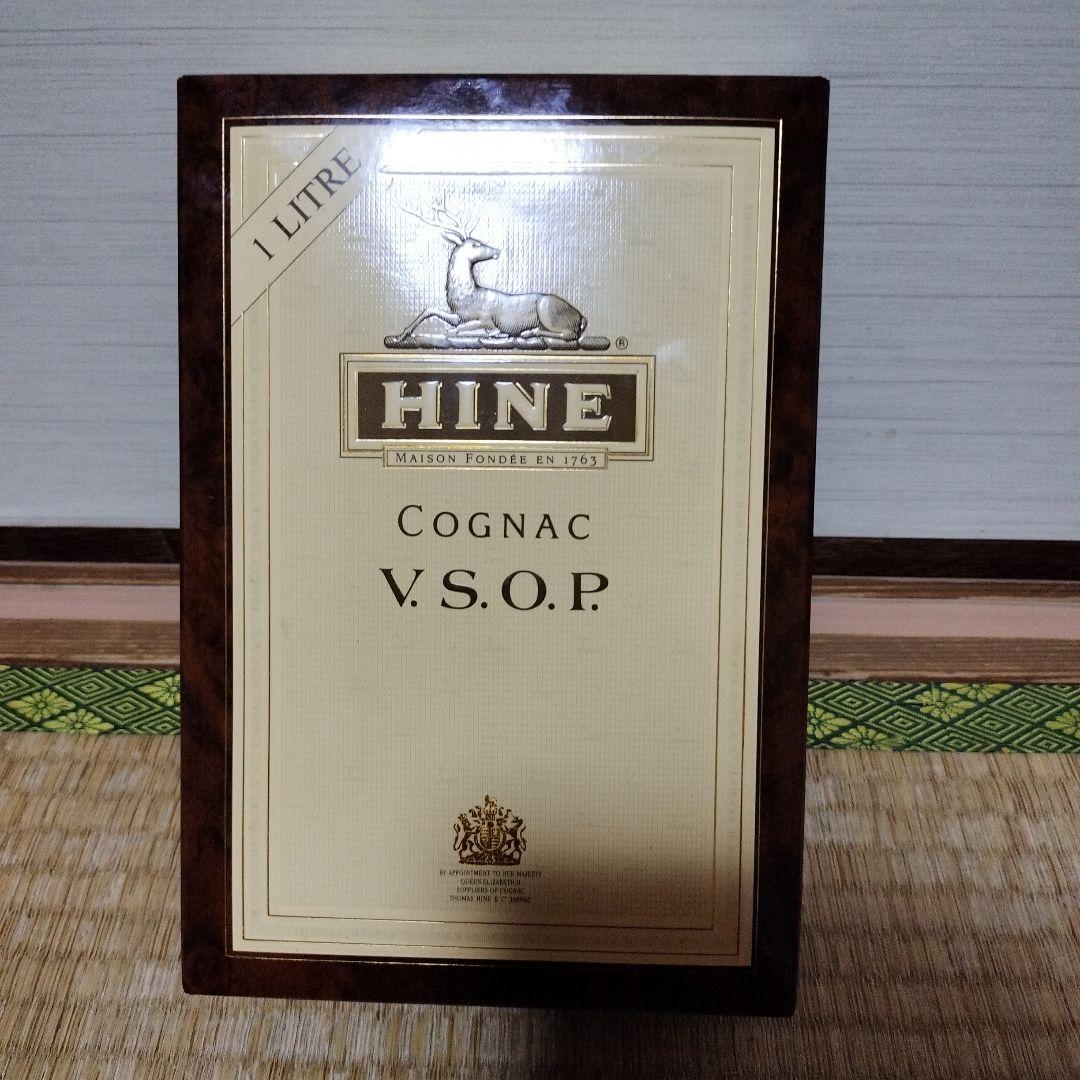 1 LITRE
®
HINE
MAISON FONDÉE EN 1763
COGNAC
V.S.O.P.
BY APPOINTMENT TO HER MAJESTY
QUEEN ELIZABETH II
SUPPLIERS OF COGNAC
THOMAS HINE & Cº JARNAC